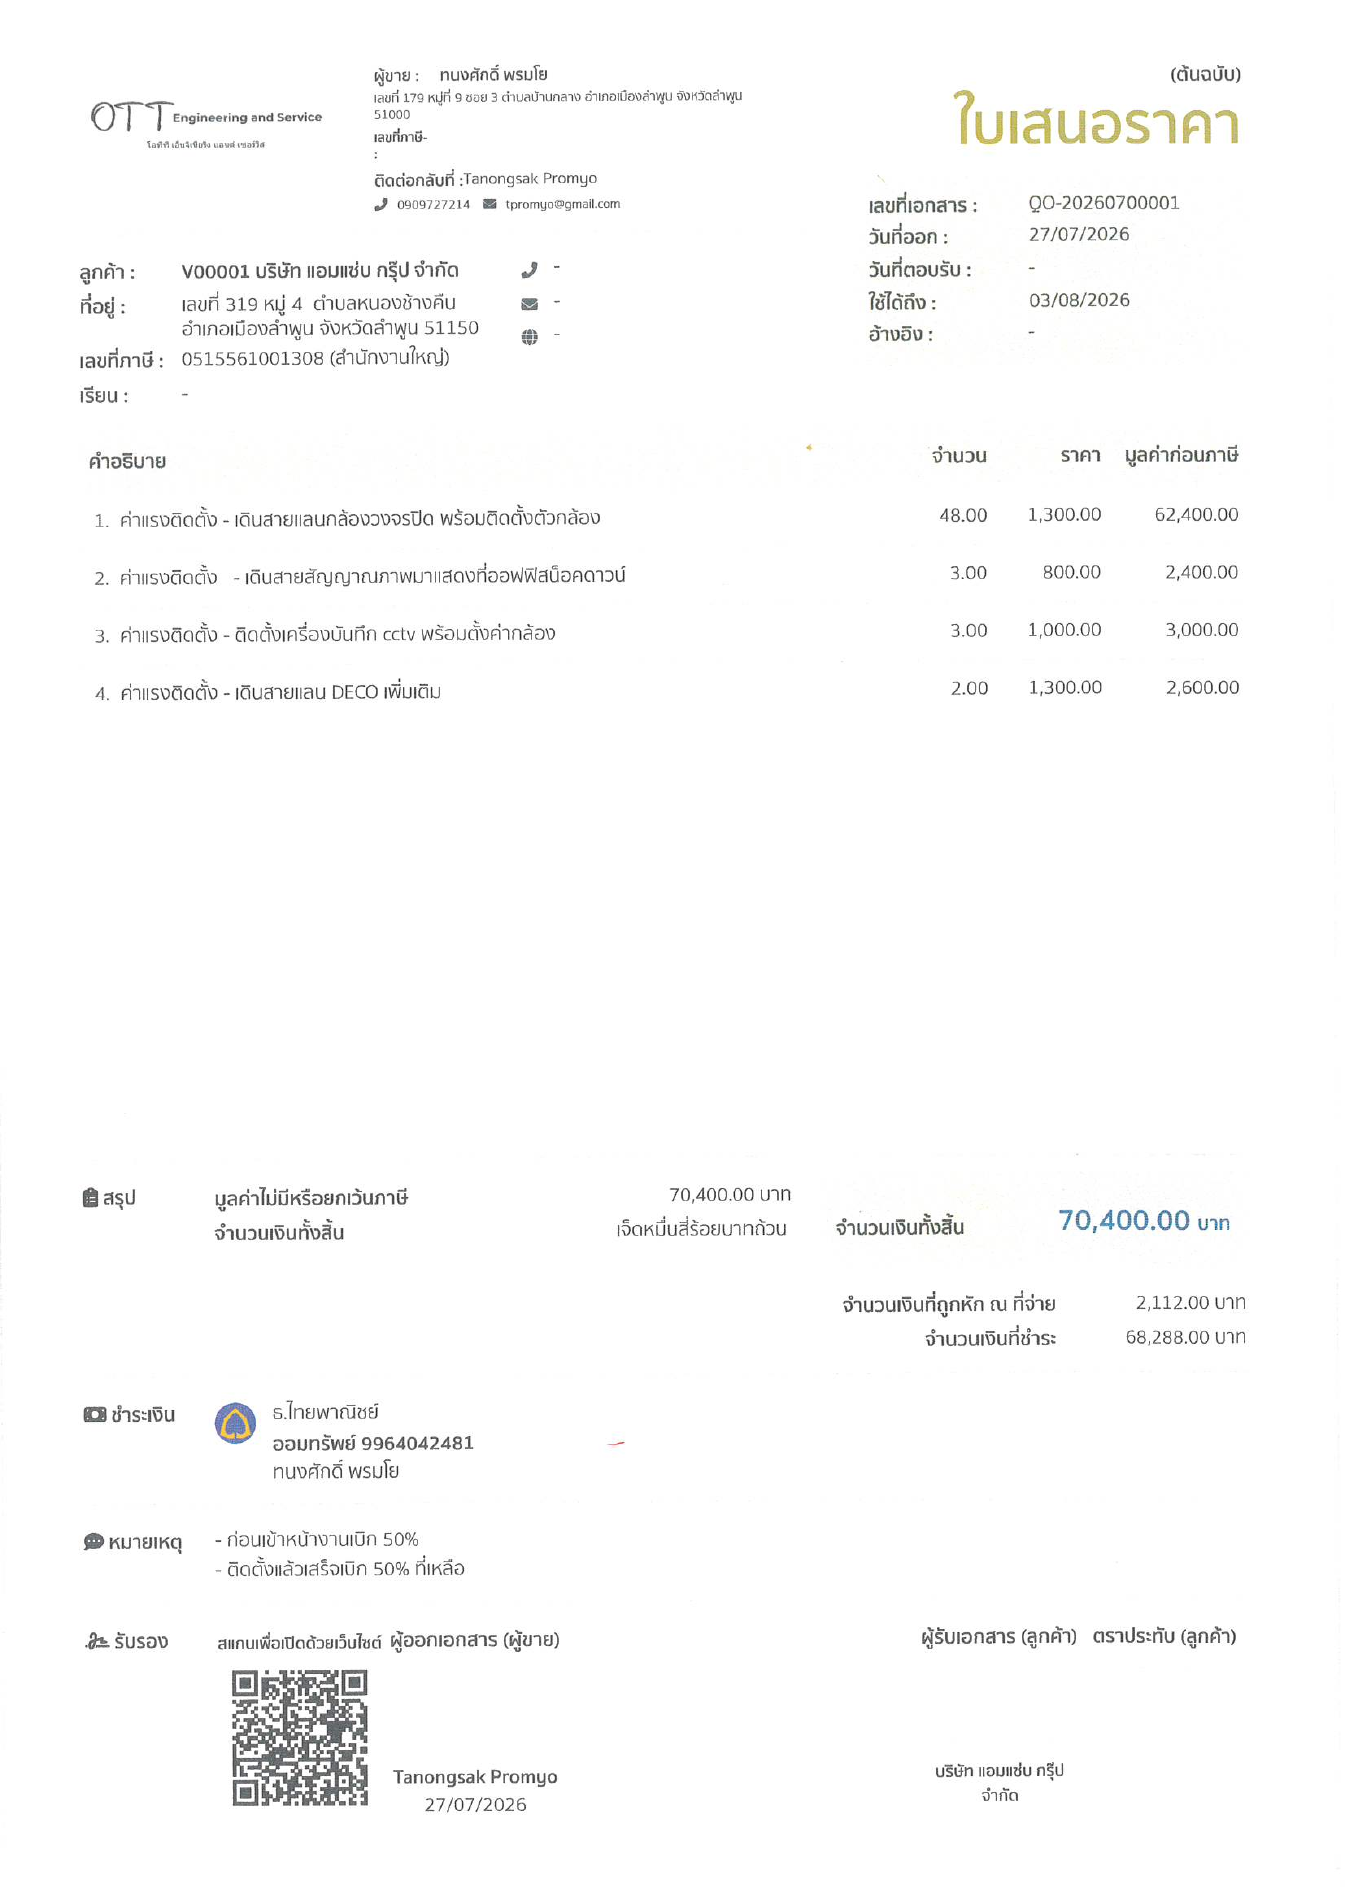 OTT Engineering and Service
โอทีที เอ็นจิเนียริ่ง แอนด์ เซอร์วิส
ผู้ขาย : ทนงศักดิ์ พรมโย
เลขที่ 179 หมู่ที่ 9 ซอย 3 ตำบลบ้านกลาง อำเภอเมืองลำพูน จังหวัดลำพูน
51000
เลขที่ภาษี-
:
ติดต่อกลับที่ :Tanongsak Promyo
0909727214 tpromyo@gmail.com
(ต้นฉบับ)
ใบเสนอราคา
เลขที่เอกสาร : QO-20260700001
วันที่ออก : 27/07/2026
วันที่ตอบรับ : -
ใช้ได้ถึง : 03/08/2026
อ้างอิง : -
ลูกค้า : V00001 บริษัท แอมแซ่บ กรุ๊ป จำกัด -
ที่อยู่ : เลขที่ 319 หมู่ 4 ตำบลหนองช้างคืน -
อำเภอเมืองลำพูน จังหวัดลำพูน 51150 -
เลขที่ภาษี : 0515561001308 (สำนักงานใหญ่)
เรียน : -
คำอธิบาย จำนวน ราคา มูลค่าก่อนภาษี
1. ค่าแรงติดตั้ง - เดินสายแลนกล้องวงจรปิด พร้อมติดตั้งตัวกล้อง 48.00 1,300.00 62,400.00
2. ค่าแรงติดตั้ง - เดินสายสัญญาณภาพมาแสดงที่ออฟฟิสน็อคดาวน์ 3.00 800.00 2,400.00
3. ค่าแรงติดตั้ง - ติดตั้งเครื่องบันทึก cctv พร้อมตั้งค่ากล้อง 3.00 1,000.00 3,000.00
4. ค่าแรงติดตั้ง - เดินสายแลน DECO เพิ่มเติม 2.00 1,300.00 2,600.00
สรุป มูลค่าไม่มีหรือยกเว้นภาษี 70,400.00 บาท
จำนวนเงินทั้งสิ้น เจ็ดหมื่นสี่ร้อยบาทถ้วน
จำนวนเงินทั้งสิ้น 70,400.00 บาท
จำนวนเงินที่ถูกหัก ณ ที่จ่าย 2,112.00 บาท
จำนวนเงินที่ชำระ 68,288.00 บาท
ชำระเงิน ธ.ไทยพาณิชย์
ออมทรัพย์ 9964042481
ทนงศักดิ์ พรมโย
หมายเหตุ - ก่อนเข้าหน้างานเบิก 50%
- ติดตั้งแล้วเสร็จเบิก 50% ที่เหลือ
รับรอง สแกนเพื่อเปิดด้วยเว็บไซต์ ผู้ออกเอกสาร (ผู้ขาย) ผู้รับเอกสาร (ลูกค้า) ตราประทับ (ลูกค้า)
Tanongsak Promyo
27/07/2026
บริษัท แอมแซ่บ กรุ๊ป
จำกัด